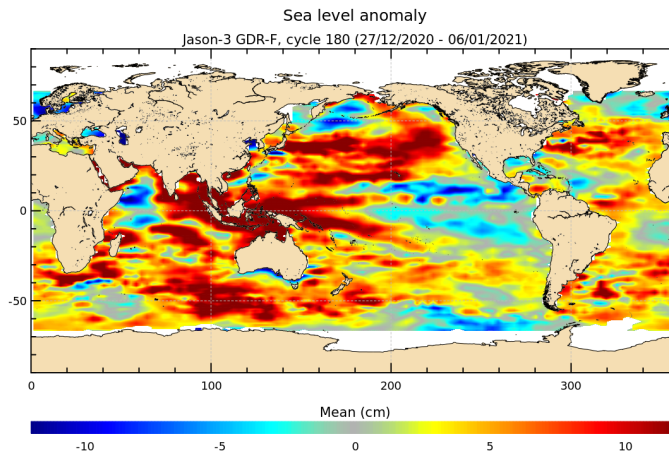 Sea level anomaly
Jason-3 GDR-F, cycle 180 (27/12/2020 - 06/01/2021)
50
0
-50
0 100 200 300
Mean (cm)
-10 -5 0 5 10